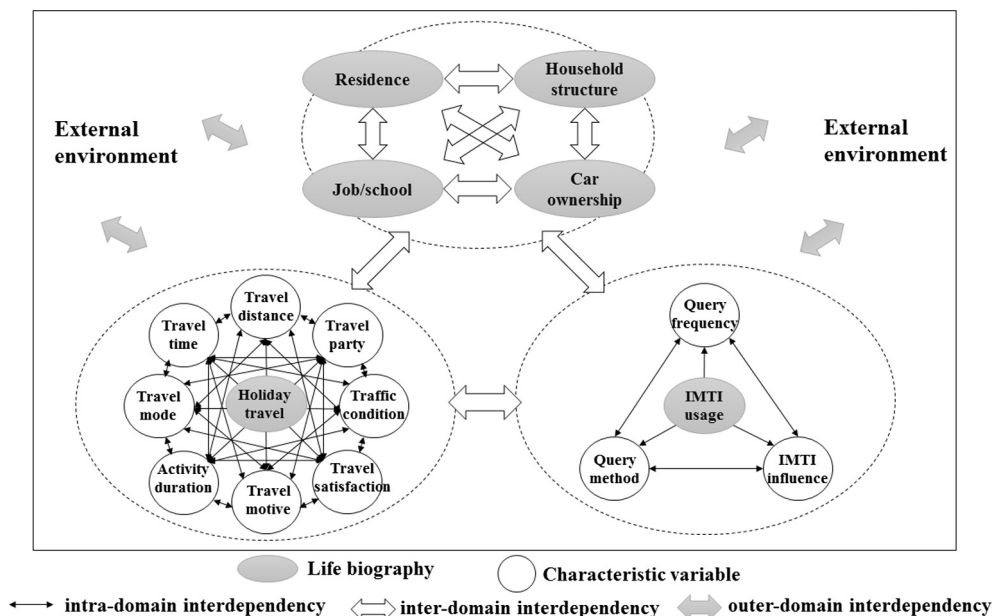 Residence
Household
structure
External
environment
External
environment
Job/school
Car
ownership
Travel
distance
Travel
time
Travel
party
Travel
mode
Holiday
travel
Traffic
condition
Activity
duration
Travel
motive
Travel
satisfaction
Query
frequency
IMTI
usage
Query
method
IMTI
influence
Life biography
Characteristic variable
intra-domain interdependency
inter-domain interdependency
outer-domain interdependency